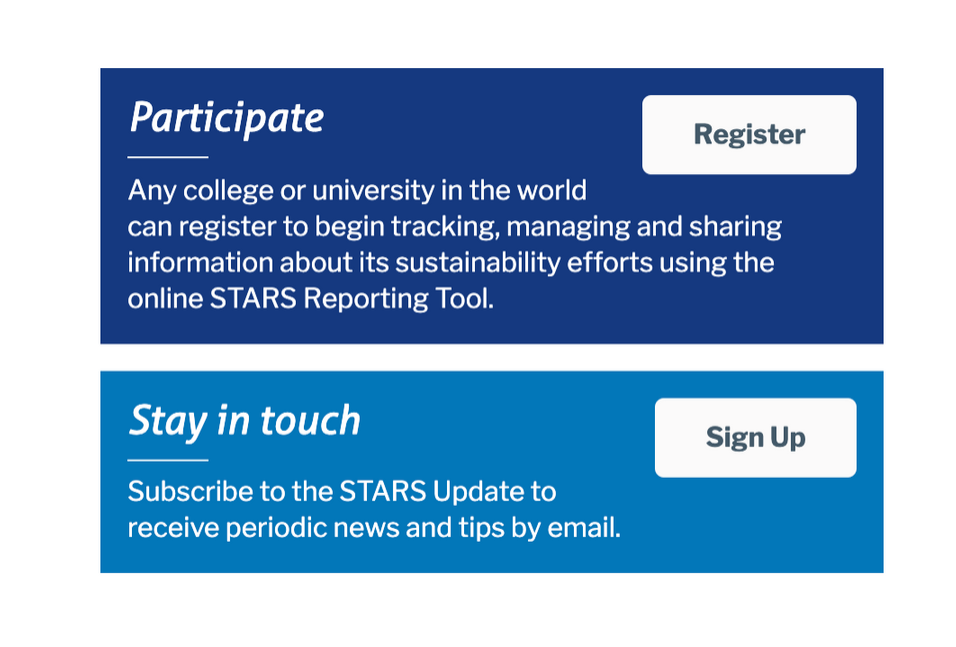 Participate
Register
Any college or university in the world
can register to begin tracking, managing and sharing
information about its sustainability efforts using the
online STARS Reporting Tool.
Stay in touch
Sign Up
Subscribe to the STARS Update to
receive periodic news and tips by email.